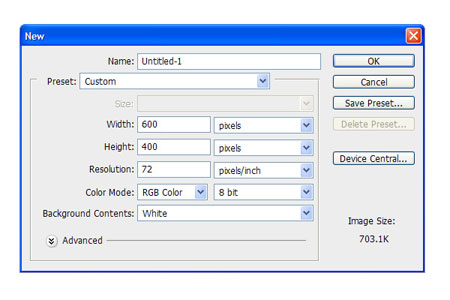 New
Name: Untitled-1 OK
Preset: Custom Cancel
Size: Save Preset...
Width: 600 pixels Delete Preset...
Height: 400 pixels
Resolution: 72 pixels/inch Device Central...
Color Mode: RGB Color 8 bit
Background Contents: White Image Size:
Advanced 703.1K